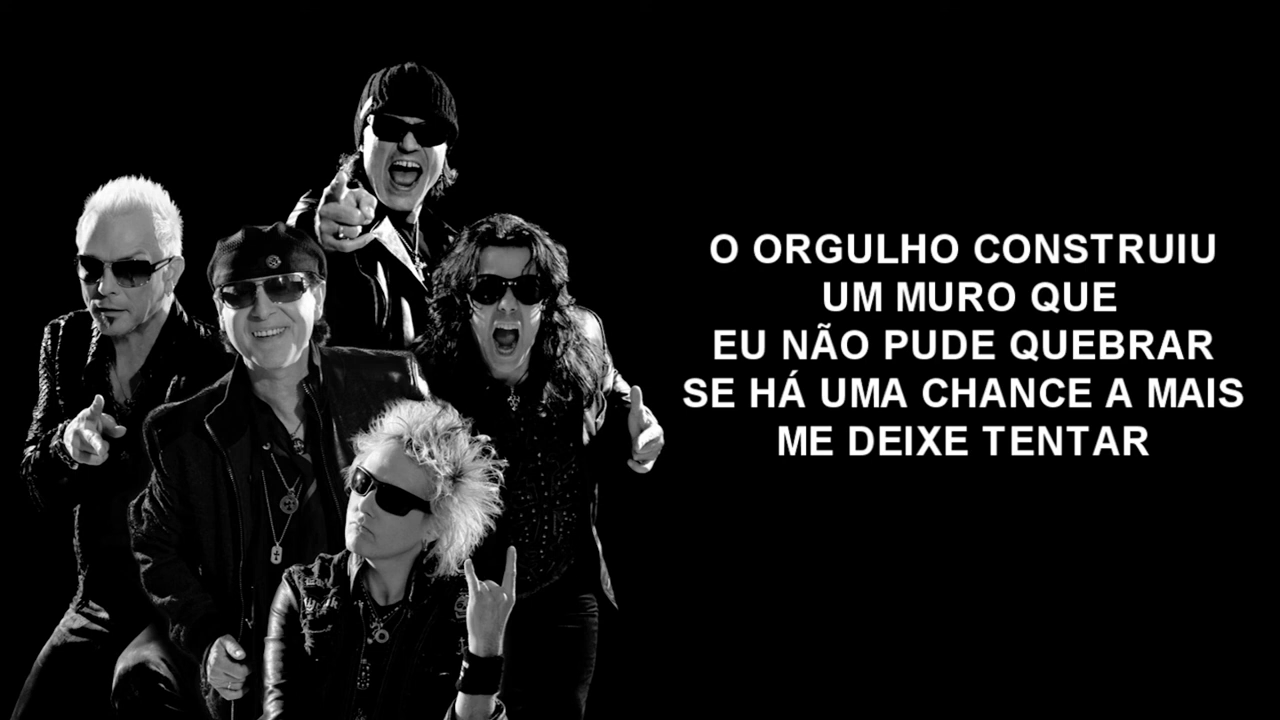 O ORGULHO CONSTRUIU
UM MURO QUE
EU NÃO PUDE QUEBRAR
SE HÁ UMA CHANCE A MAIS
ME DEIXE TENTAR